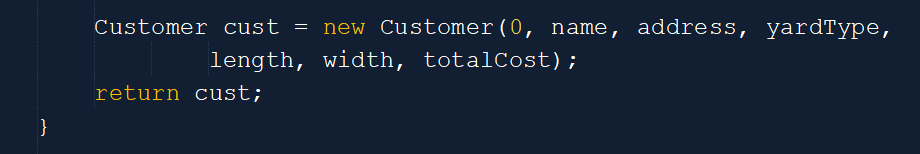 Customer cust = new Customer(0, name, address, yardType,
length, width, totalCost);
return cust;
}